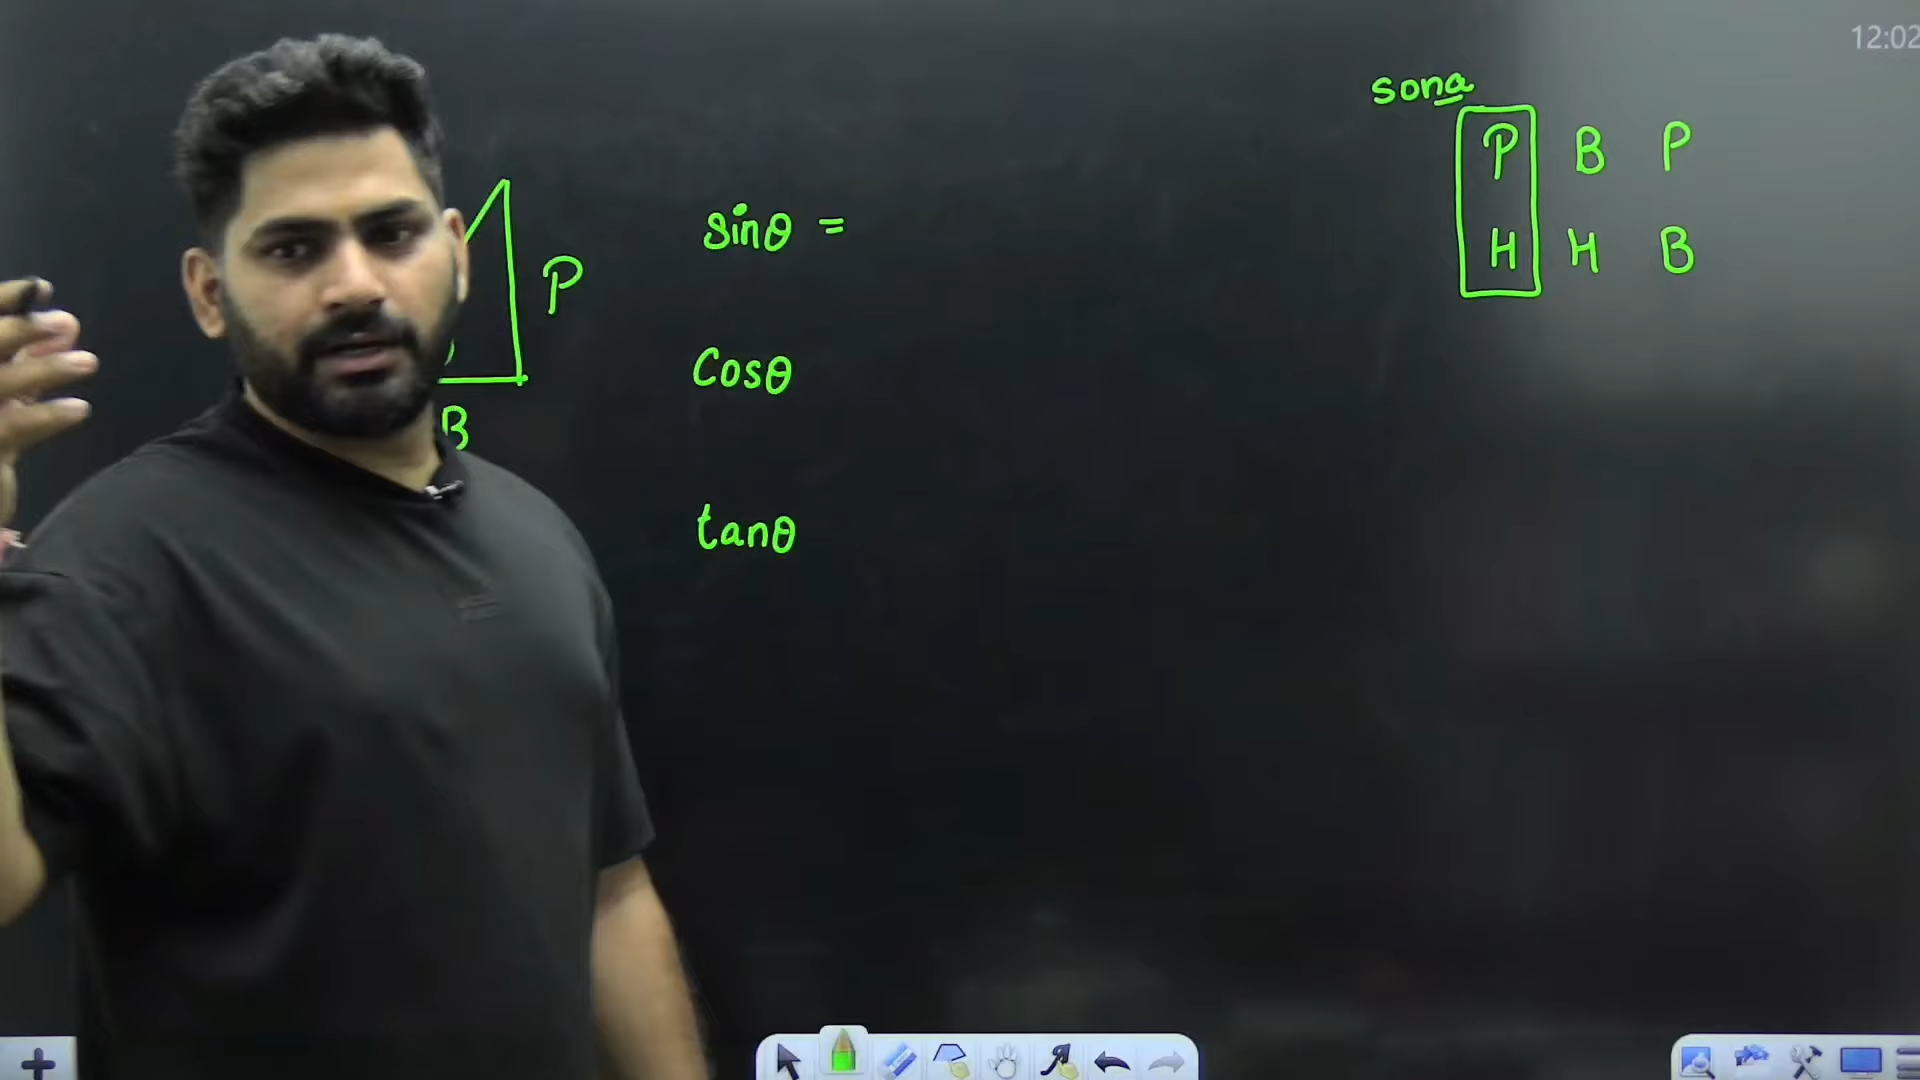 12:02
sona
P B P
H H B
sinθ =
P
Cosθ
B
tanθ